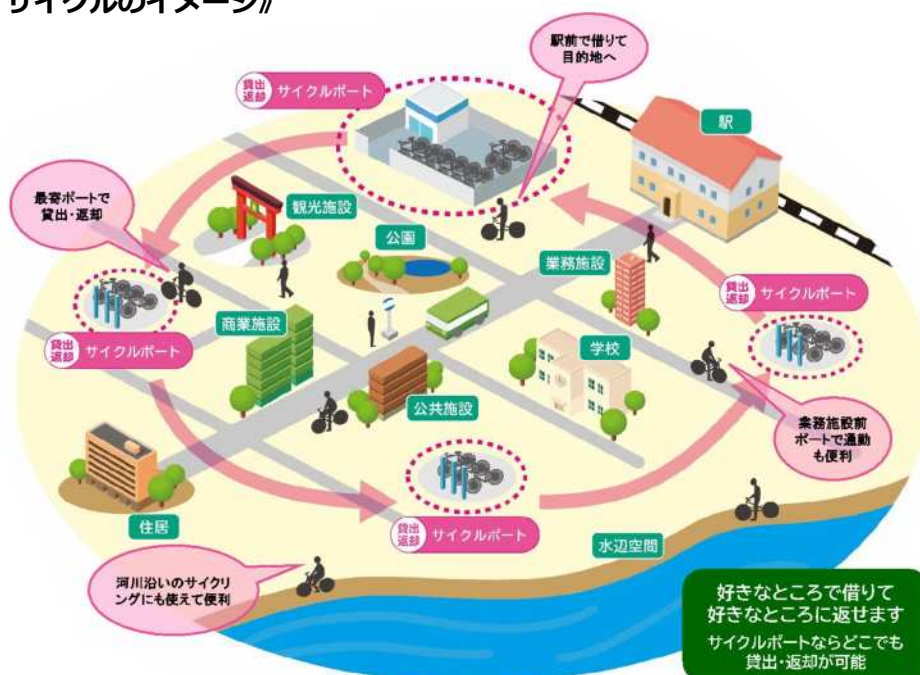 サイクルのイメージ》
駅前で借りて
目的地へ
貸出
返却
サイクルポート
駅
最寄ポートで
貸出・返却
観光施設
公園
業務施設
貸出
返却
サイクルポート
商業施設
貸出
返却
サイクルポート
学校
公共施設
業務施設前
ポートで通勤
も便利
住居
貸出
返却
サイクルポート
水辺空間
河川沿いのサイクリ
ングにも使えて便利
好きなところで借りて
好きなところに返せます
サイクルポートならどこでも
貸出・返却が可能